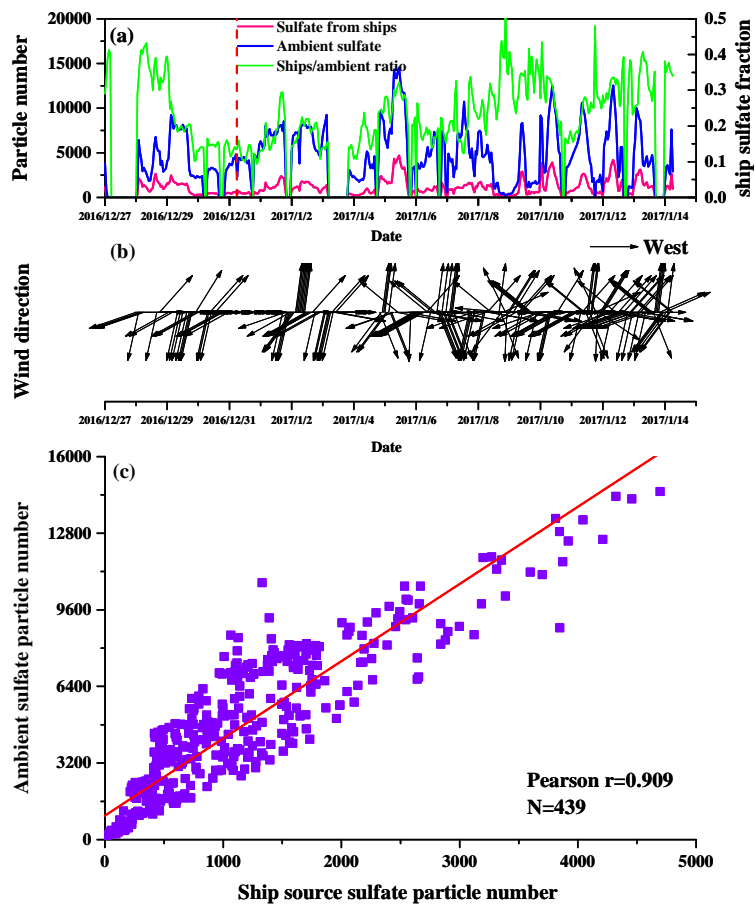 (a)
Sulfate from ships
Ambient sulfate
Ships/ambient ratio
Particle number
20000
15000
10000
5000
0
0.5
0.4
0.3
0.2
0.1
0.0
ship sulfate fraction
2016/12/27 2016/12/29 2016/12/31 2017/1/2 2017/1/4 2017/1/6 2017/1/8 2017/1/10 2017/1/12 2017/1/14
Date
(b)
West
Wind direction
2016/12/27 2016/12/29 2016/12/31 2017/1/2 2017/1/4 2017/1/6 2017/1/8 2017/1/10 2017/1/12 2017/1/14
Date
(c)
Ambient sulfate particle number
16000
12800
9600
6400
3200
0
Pearson r=0.909
N=439
0 1000 2000 3000 4000 5000
Ship source sulfate particle number